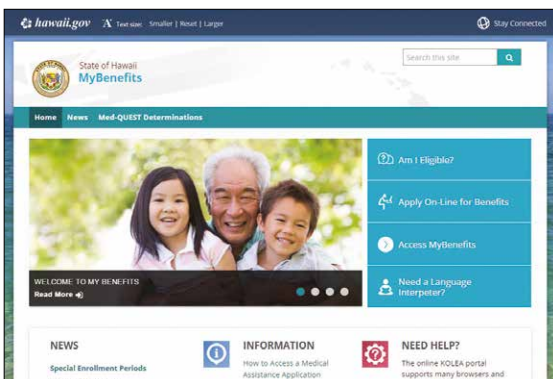 hawaii.gov
A Text size: Smaller | Reset | Larger
Stay Connected
State of Hawaii
MyBenefits
Search this site
Home News Med-QUEST Determinations
Am I Eligible?
Apply On-Line for Benefits
Access MyBenefits
Need a Language
Interpeter?
WELCOME TO MY BENEFITS
Read More
NEWS
Special Enrollment Periods
INFORMATION
How to Access a Medical
Assistance Application
NEED HELP?
The online KOLEA portal
supports many browsers and